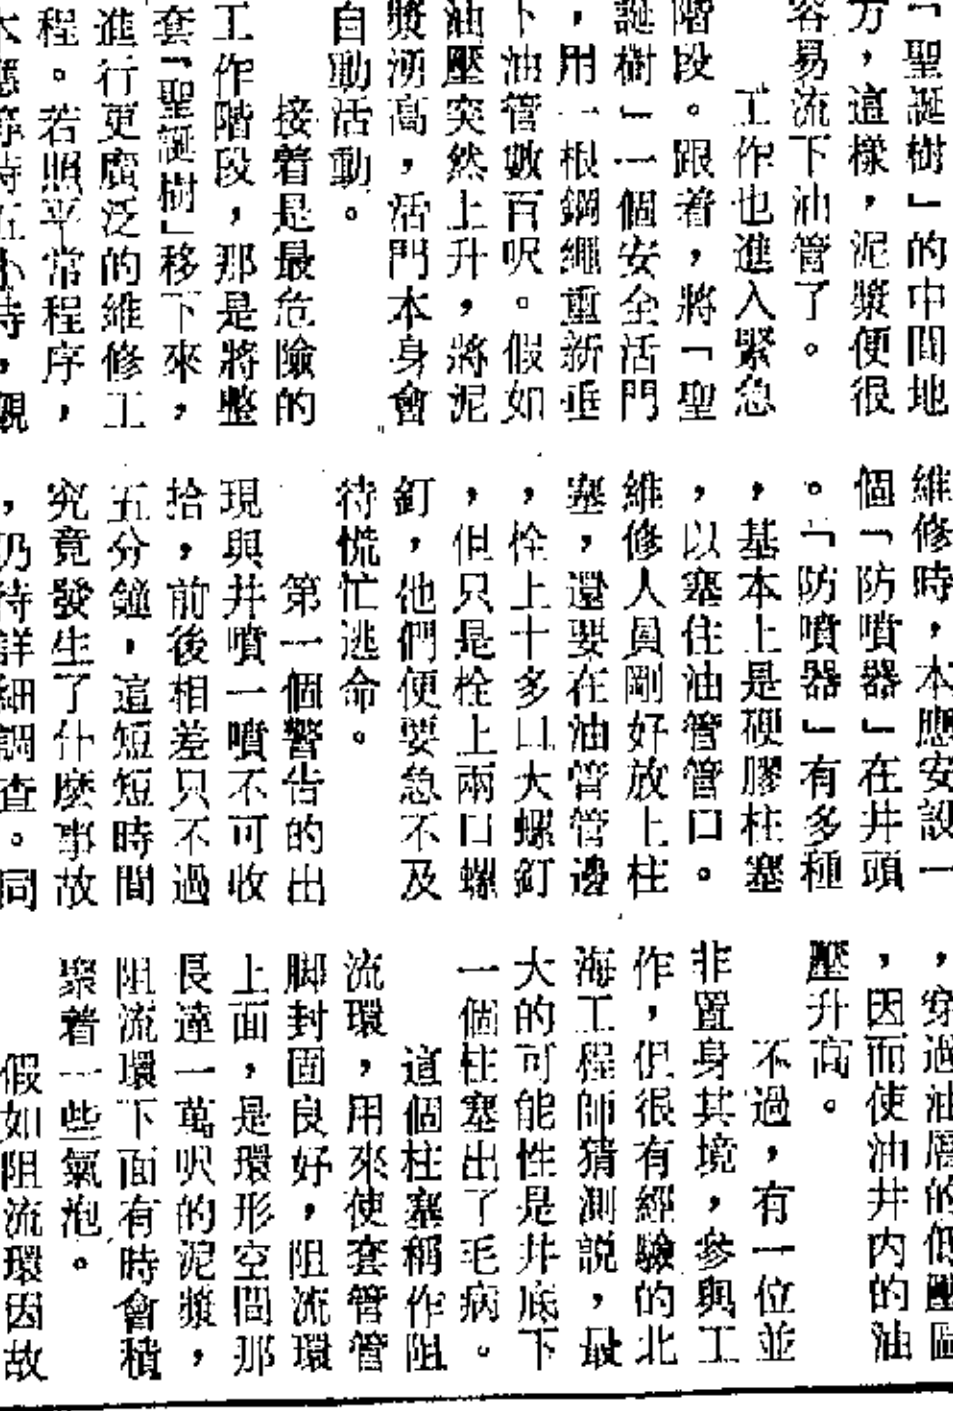 「聖誕樹」的中間地
方，這樣，泥漿便很
容易流下油管了。
工作也進入緊急
階段。跟着，將「聖
誕樹」一個安全活門
，用一根鋼繩重新垂
下油管數百呎。假如
油壓突然上升，將泥
漿湧高，活門本身會
自動活動。
接着是最危險的
工作階段，那是將整
套「聖誕樹」移下來，
進行更廣泛的維修工
程。若照平常程序，
維修時，本應安設一
個「防噴器」在井頭
。「防噴器」有多種
，基本上是硬膠柱塞
，以塞住油管管口。
維修人員剛好放上柱
塞，還要在油管管邊
，栓上十多口大螺釘
，但只是栓上兩口螺
釘，他們便要急不及
待慌忙逃命。
第一個警告的出
現與井噴一噴不可收
拾，前後相差只不過
五分鐘，這短短時間
究竟發生了什麼事故
，仍待詳細調查。同
，穿過油層的低壓區
，因而使油井內的油
壓升高。
不過，有一位並
非置身其境，參與工
作，但很有經驗的北
海工程師猜測説，最
大的可能性是井底下
一個柱塞出了毛病。
這個柱塞稱作阻
流環，用來使套管管
脚封固良好，阻流環
上面，是環形空間那
長達一萬呎的泥漿，
阻流環下面有時會積
聚着一些氣泡。
假如阻流環因故